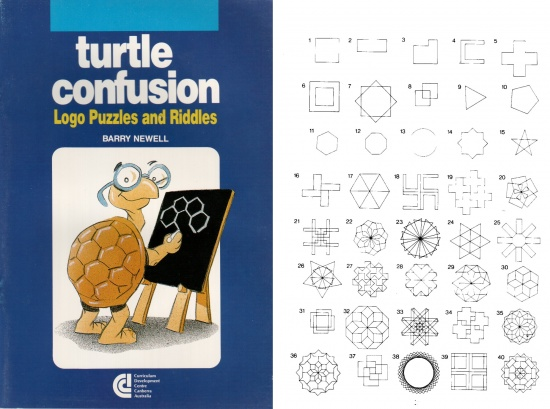 turtle
confusion
Logo Puzzles and Riddles
BARRY NEWELL
Curriculum
Development
Centre
Canberra
Australia
1 2 3 4 5
6 7 8 9 10
11 12 13 14 15
16 17 18 19 20
21 22 23 24 25
26 27 28 29 30
31 32 33 34 35
36 37 38 39 40